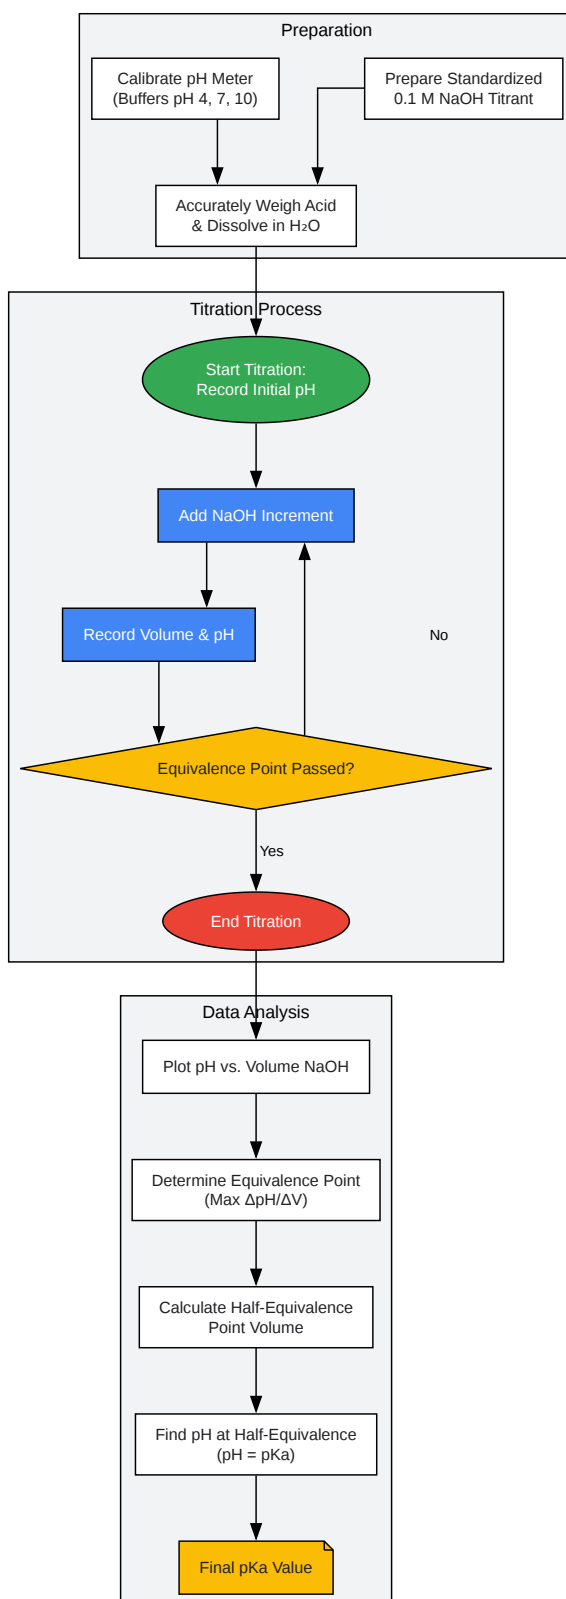 Preparation
Calibrate pH Meter
(Buffers pH 4, 7, 10)
Prepare Standardized
0.1 M NaOH Titrant
Accurately Weigh Acid
& Dissolve in H₂O
Titration Process
Start Titration:
Record Initial pH
Add NaOH Increment
Record Volume & pH
No
Equivalence Point Passed?
Yes
End Titration
Data Analysis
Plot pH vs. Volume NaOH
Determine Equivalence Point
(Max ΔpH/ΔV)
Calculate Half-Equivalence
Point Volume
Find pH at Half-Equivalence
(pH = pKa)
Final pKa Value